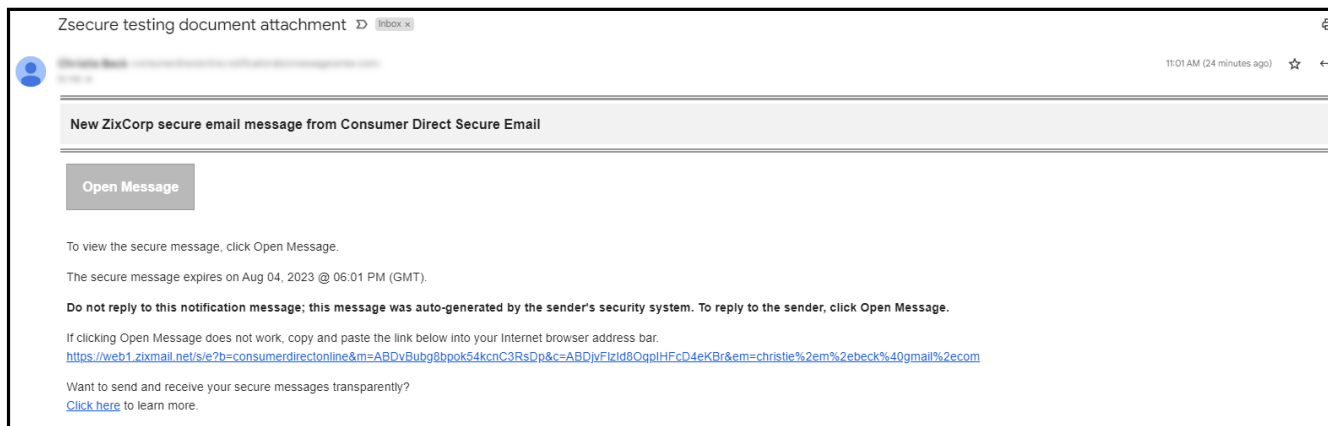 Zsecure testing document attachment Inbox x
11:01 AM (24 minutes ago)
New ZixCorp secure email message from Consumer Direct Secure Email
Open Message
To view the secure message, click Open Message.
The secure message expires on Aug 04, 2023 @ 06:01 PM (GMT).
Do not reply to this notification message; this message was auto-generated by the sender's security system. To reply to the sender, click Open Message.
If clicking Open Message does not work, copy and paste the link below into your Internet browser address bar.
https://web1.zixmail.net/s/e?b=consumerdirectonline&m=ABDvBubg8bpok54kcnC3RsDp&c=ABDjvFlzId8OqpIHFcD4eKBr&em=christie%2em%2ebeck%40gmail%2ecom
Want to send and receive your secure messages transparently?
Click here to learn more.